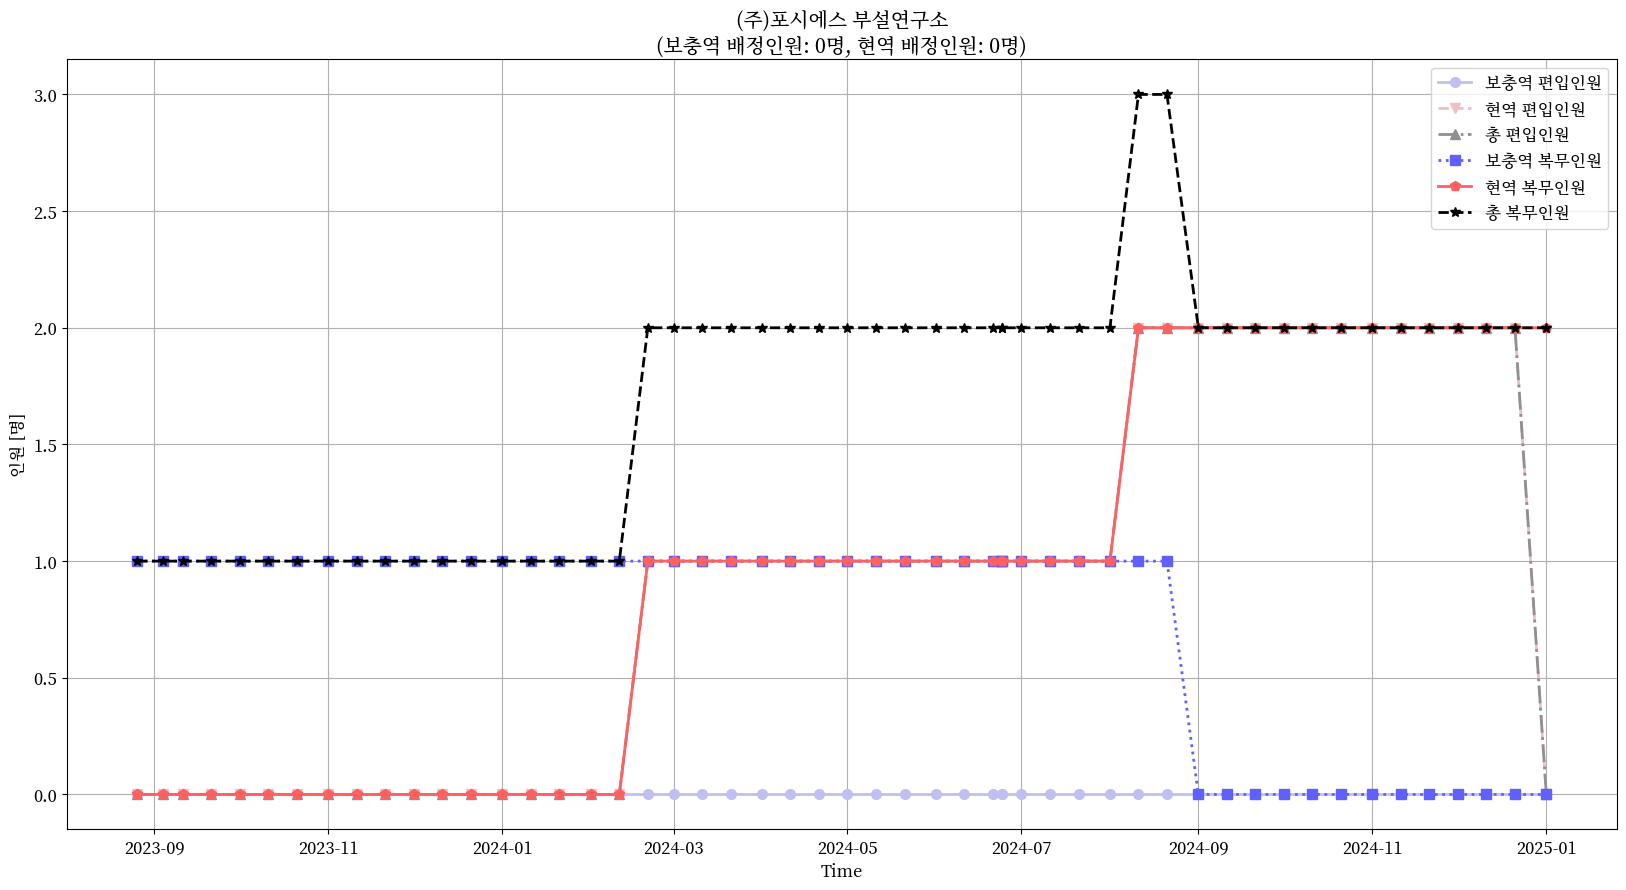 (주)포시에스 부설연구소
(보충역 배정인원: 0명, 현역 배정인원: 0명)
보충역 편입인원
현역 편입인원
총 편입인원
보충역 복무인원
현역 복무인원
총 복무인원
3.0
2.5
2.0
1.5
1.0
0.5
0.0
인원 [명]
2023-09
2023-11
2024-01
2024-03
2024-05
2024-07
2024-09
2024-11
2025-01
Time